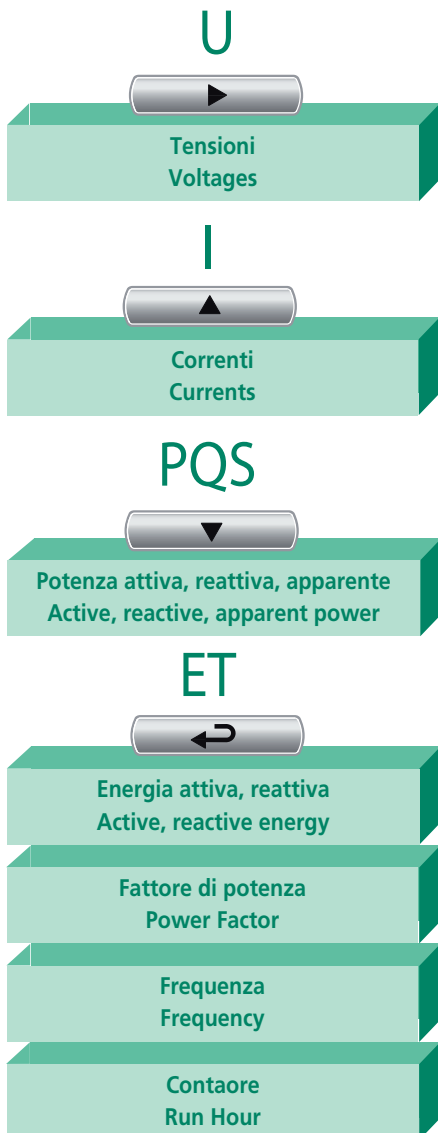 U
Tensioni
Voltages
I
Correnti
Currents
PQS
Potenza attiva, reattiva, apparente
Active, reactive, apparent power
ET
Energia attiva, reattiva
Active, reactive energy
Fattore di potenza
Power Factor
Frequenza
Frequency
Contaore
Run Hour